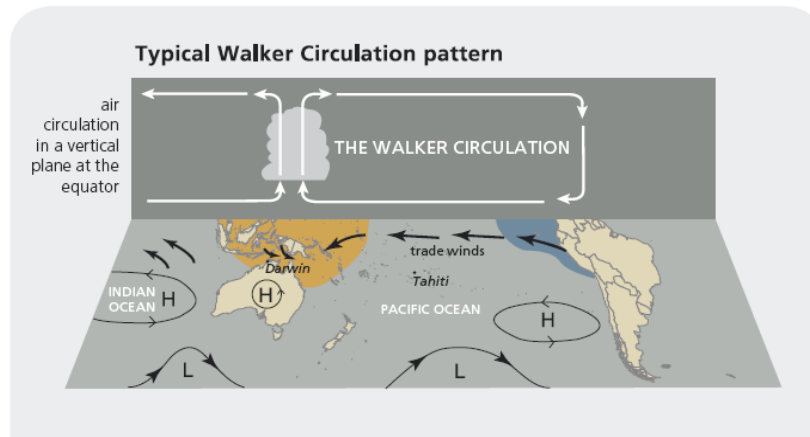 Typical Walker Circulation pattern
air
circulation
in a vertical
plane at the
equator
THE WALKER CIRCULATION
trade winds
Darwin
Tahiti
INDIAN
OCEAN
H
H
PACIFIC OCEAN
H
L
L